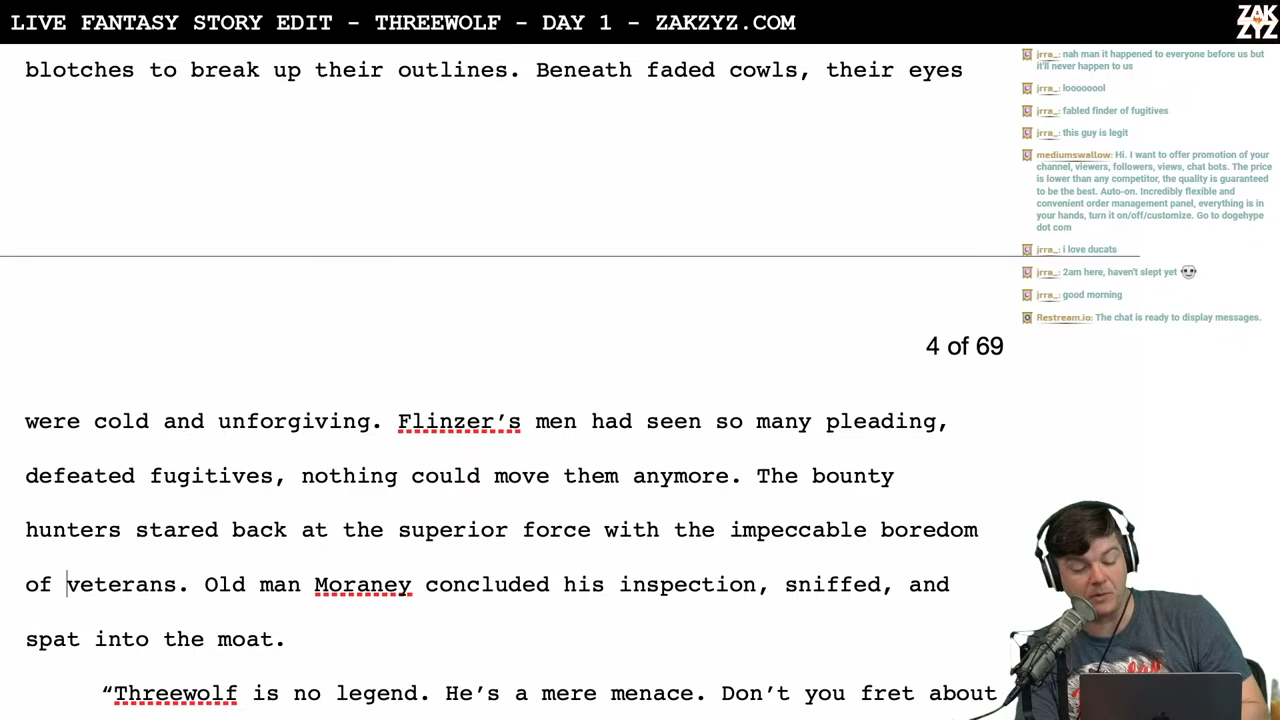 LIVE FANTASY STORY EDIT - THREEWOLF - DAY 1 - ZAKZYZ.COM
ZAK
ZYZ
blotches to break up their outlines. Beneath faded cowls, their eyes
4 of 69
were cold and unforgiving. Flinzer’s men had seen so many pleading,
defeated fugitives, nothing could move them anymore. The bounty
hunters stared back at the superior force with the impeccable boredom
of veterans. Old man Moraney concluded his inspection, sniffed, and
spat into the moat.
“Threewolf is no legend. He’s a mere menace. Don’t you fret about
jrra_: nah man it happened to everyone before us but
it'll never happen to us
jrra_: looooool
jrra_: fabled finder of fugitives
jrra_: this guy is legit
mediumswallow: Hi. I want to offer promotion of your
channel, viewers, followers, views, chat bots. The price
is lower than any competitor, the quality is guaranteed
to be the best. Auto-on. Incredibly flexible and
convenient order management panel, everything is in
your hands, turn it on/off/customize. Go to dogehype
dot com
jrra_: i love ducats
jrra_: 2am here, haven't slept yet
jrra_: good morning
Restream.io: The chat is ready to display messages.